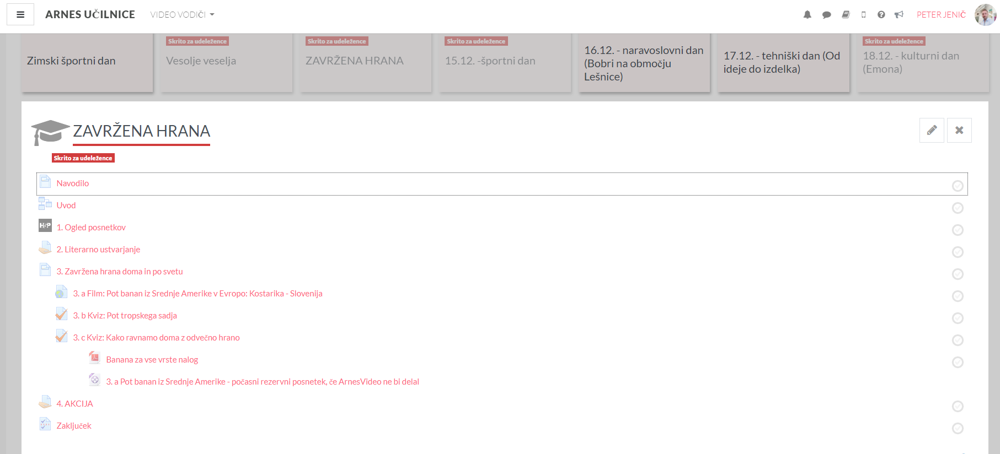 ARNES UČILNICE
VIDEO VODIČI
PETER JENIČ
Zimski športni dan
Skrito za udeležence
Vesolje veselja
Skrito za udeležence
ZAVRŽENA HRANA
Skrito za udeležence
15.12. -športni dan
16.12. - naravoslovni dan
(Bobri na območju
Lešnice)
17.12. - tehniški dan (Od
ideje do izdelka)
Skrito za udeležence
18.12. - kulturni dan
(Emona)
ZAVRŽENA HRANA
Skrito za udeležence
Navodilo
Uvod
H5P
1. Ogled posnetkov
2. Literarno ustvarjanje
3. Zavržena hrana doma in po svetu
3. a Film: Pot banan iz Srednje Amerike v Evropo: Kostarika - Slovenija
3. b Kviz: Pot tropskega sadja
3. c Kviz: Kako ravnamo doma z odvečno hrano
Banana za vse vrste nalog
3. a Pot banan iz Srednje Amerike - počasni rezervni posnetek, če ArnesVideo ne bi delal
4. AKCIJA
Zaključek